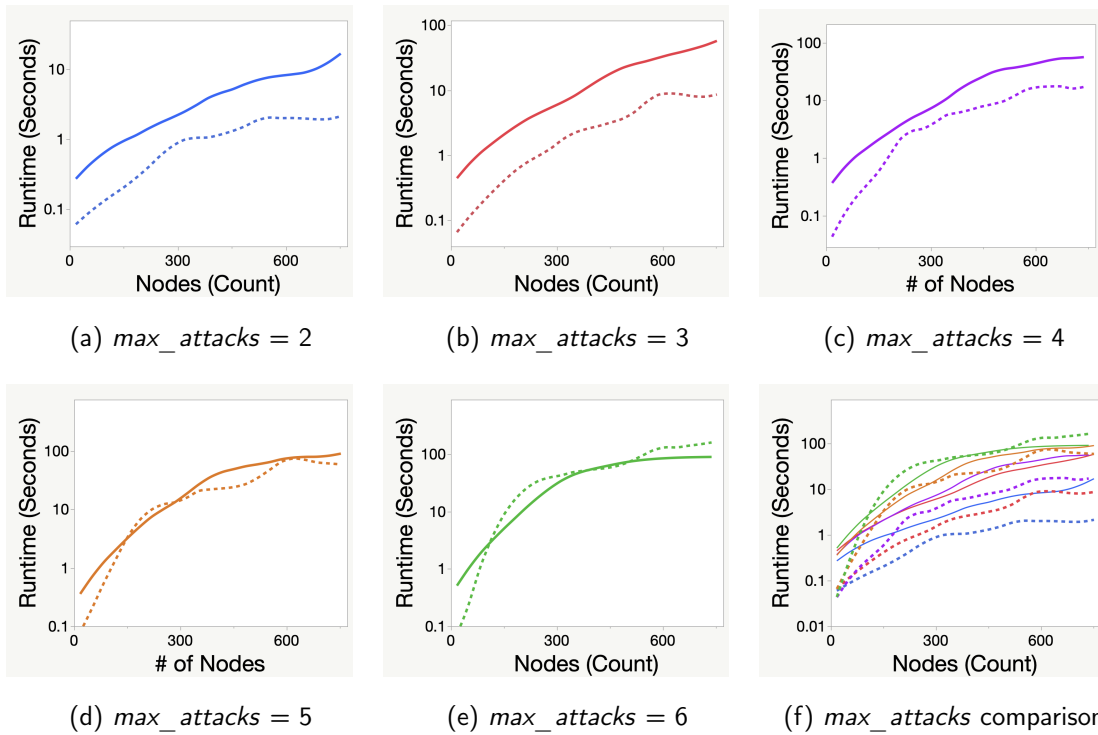 Runtime (Seconds)
10
1
0.1
0
300
600
Nodes (Count)
(a) max_attacks = 2
Runtime (Seconds)
100
10
1
0.1
0
300
600
Nodes (Count)
(b) max_attacks = 3
Runtime (Seconds)
100
10
1
0.1
0
300
600
# of Nodes
(c) max_attacks = 4
Runtime (Seconds)
100
10
1
0.1
0
300
600
# of Nodes
(d) max_attacks = 5
Runtime (Seconds)
100
10
1
0.1
0
300
600
Nodes (Count)
(e) max_attacks = 6
Runtime (Seconds)
100
10
1
0.1
0.01
0
300
600
Nodes (Count)
(f) max_attacks comparison